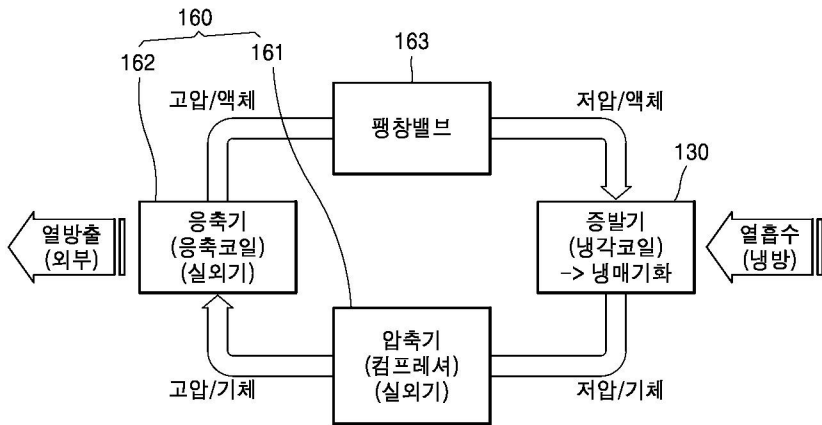 160
162
161
163
고압/액체
저압/액체
팽창밸브
130
열방출
(외부)
응축기
(응축코일)
(실외기)
증발기
(냉각코일)
-> 냉매기화
열흡수
(냉방)
압축기
(컴프레셔)
(실외기)
고압/기체
저압/기체